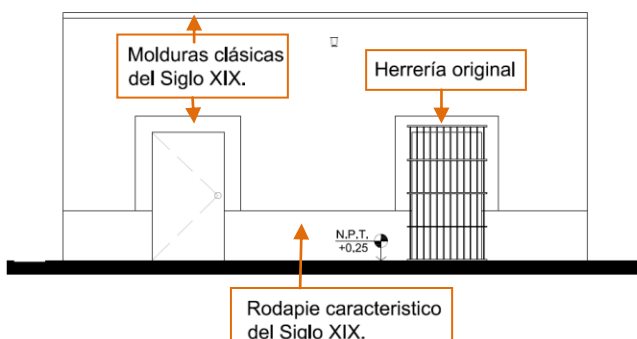 Molduras clásicas
del Siglo XIX.
Herrería original
N.P.T.
+0,25
Rodapie caracteristico
del Siglo XIX.